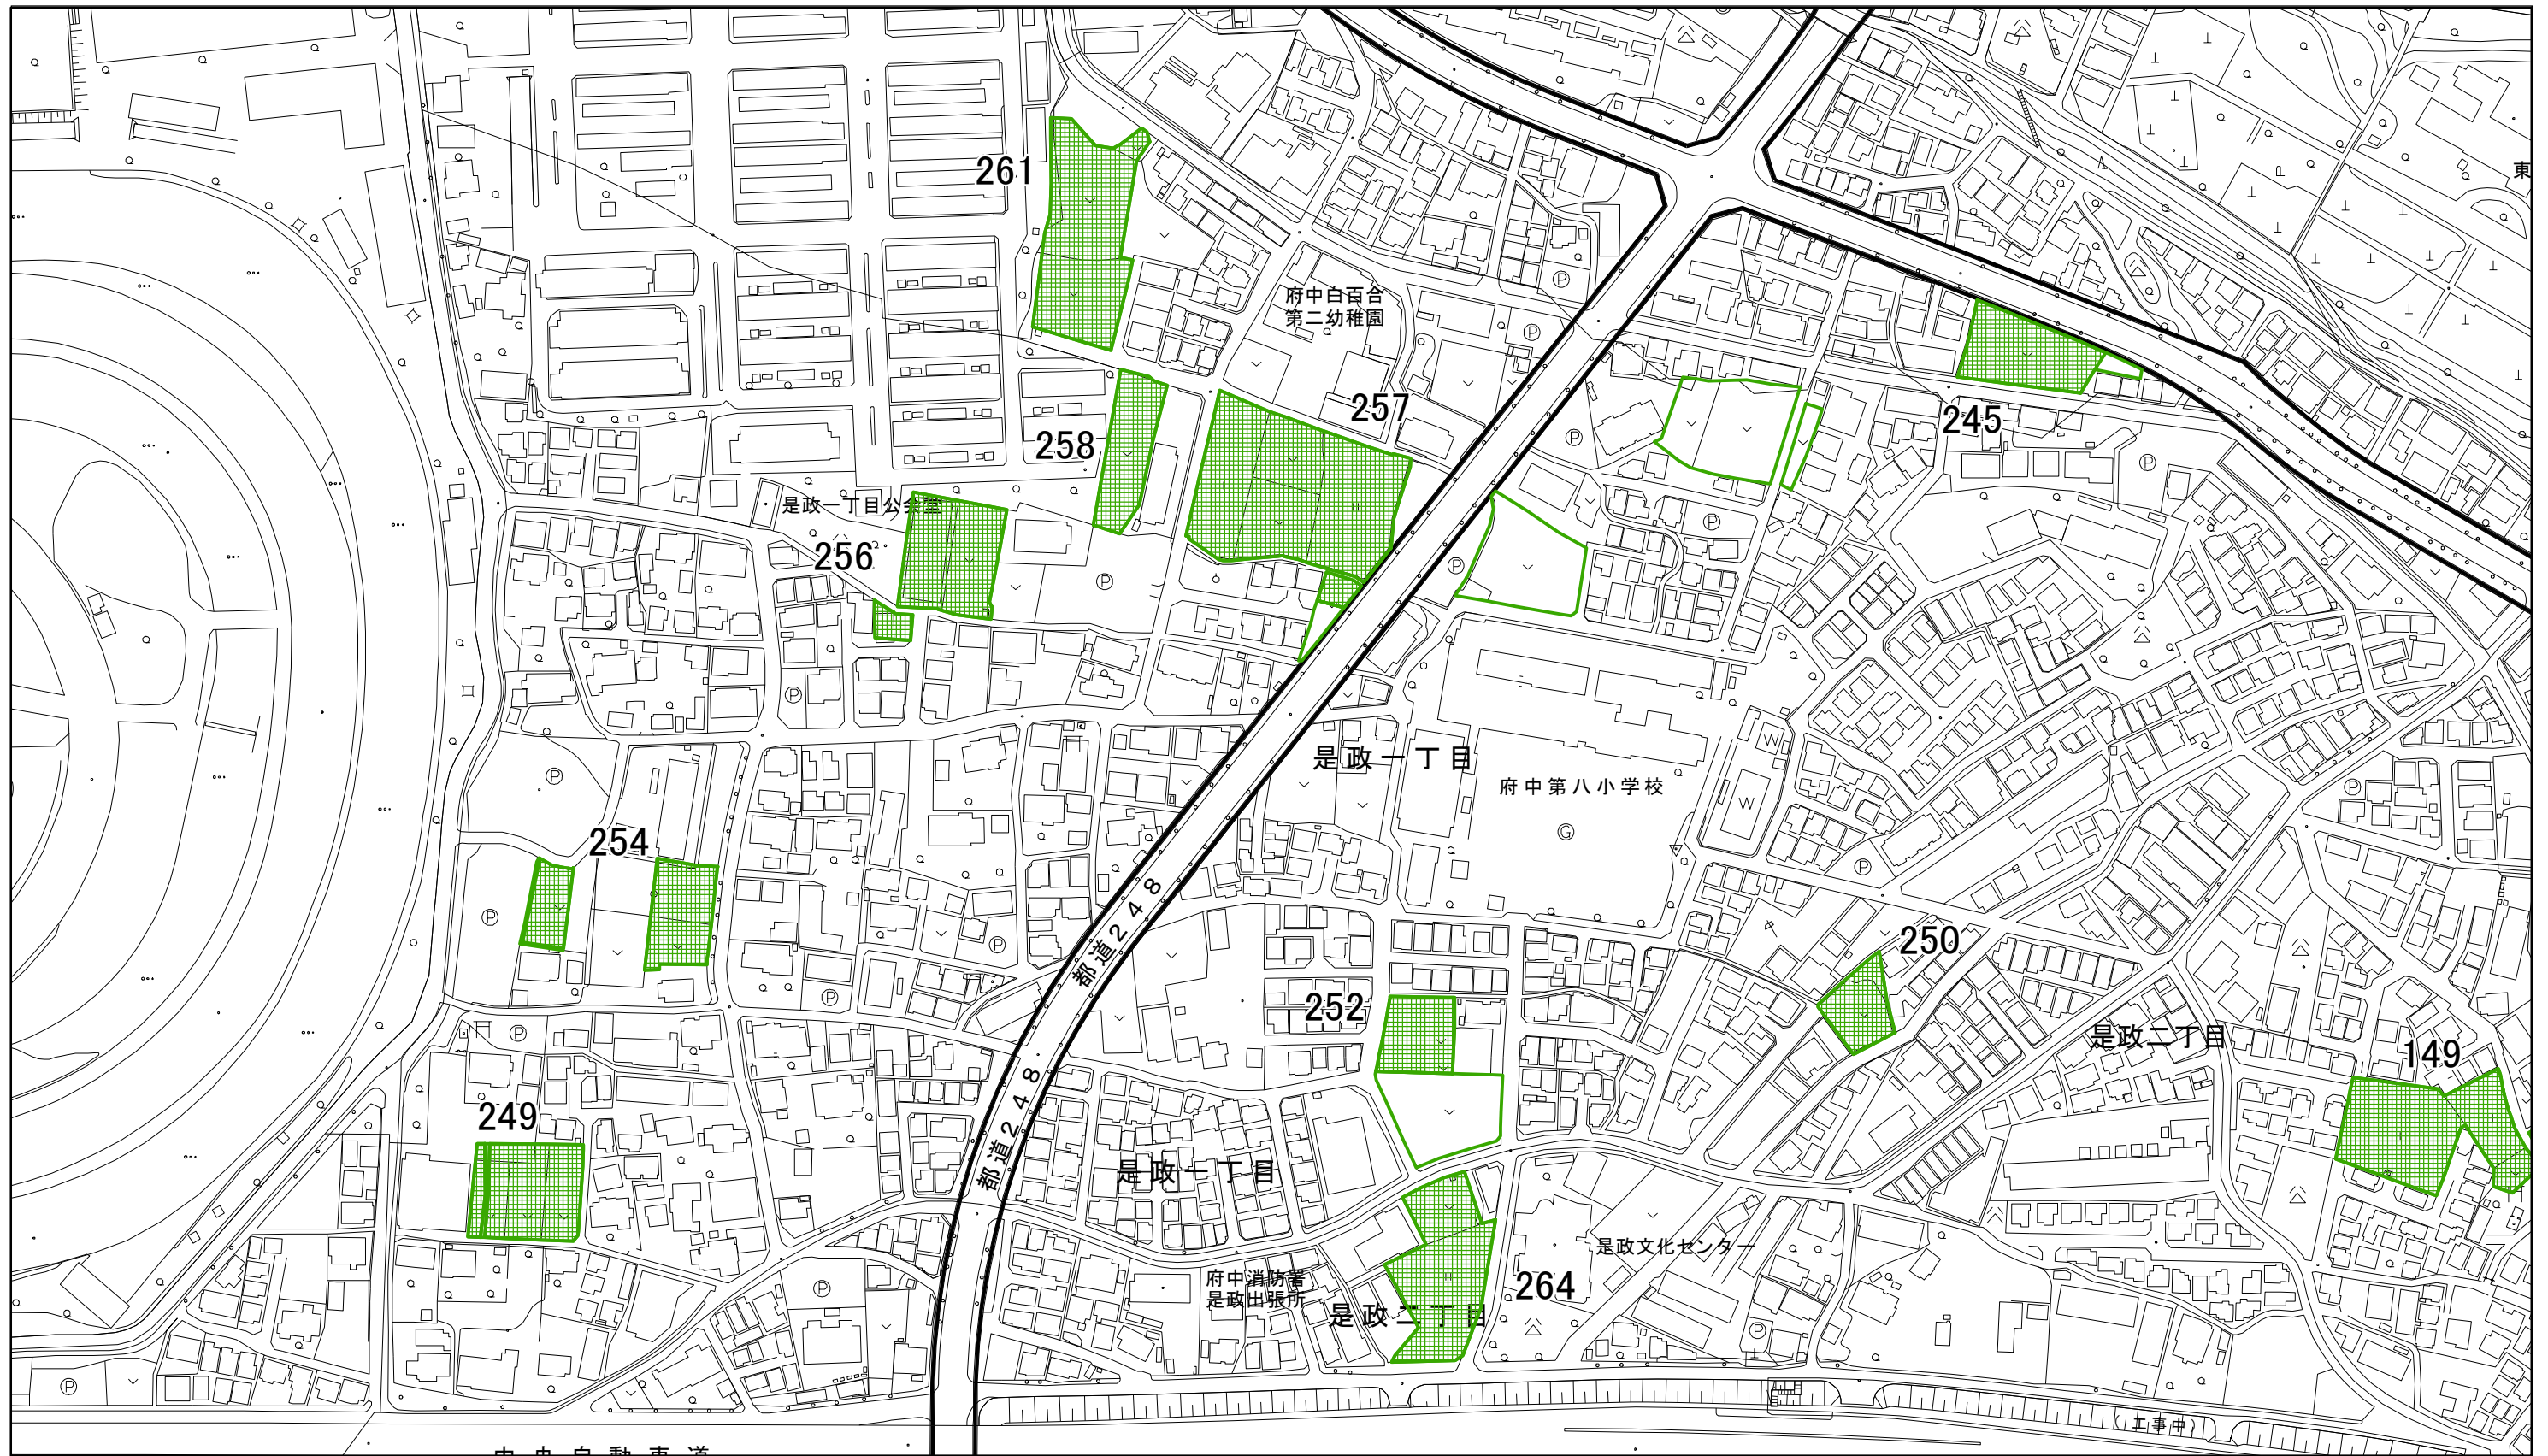 東
261
府中白百合
第二幼稚園
257
245
258
是政一丁目公会堂
256
是政一丁目
府中第八小学校
254
都道248
250
252
是政二丁目
149
都道248
249
是政一丁目
是政文化センター
府中消防署
是政出張所
264
是政二丁目
(工事中)
中央自動車道